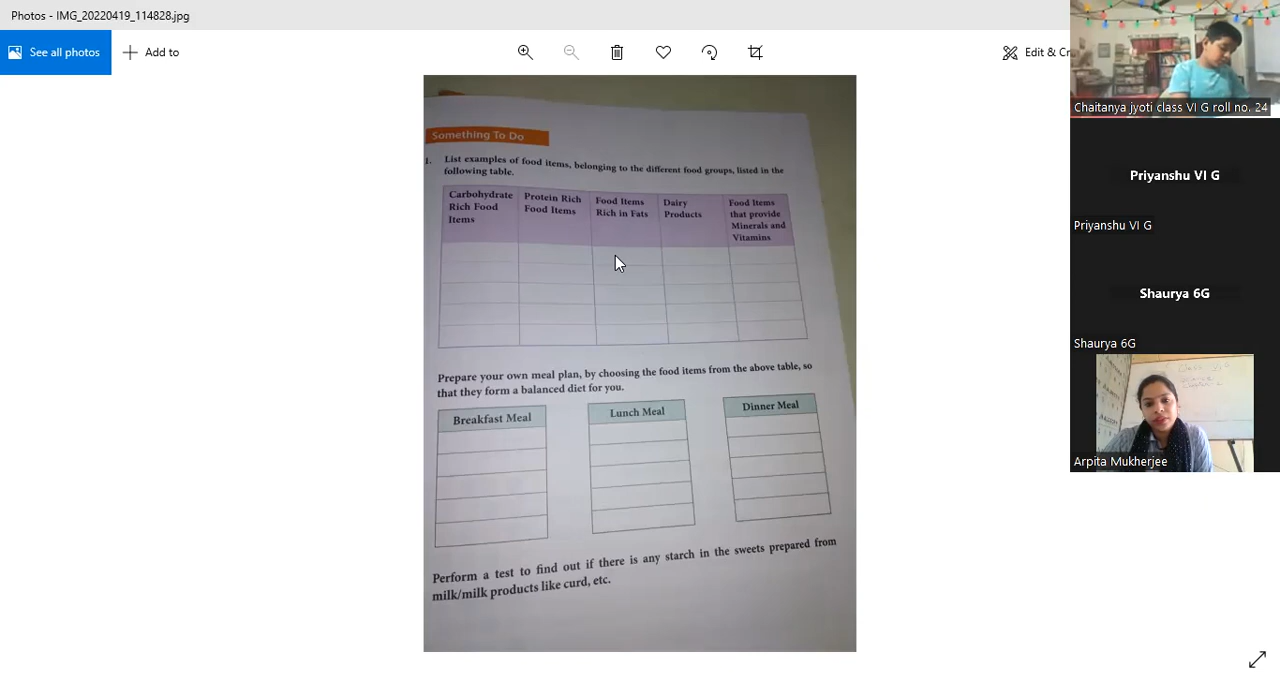 Photos - IMG_20220419_114828.jpg
See all photos
Add to
Edit & Cr
Something To Do
1. List examples of food items, belonging to the different food groups, listed in the
following table.
Carbohydrate
Rich Food
Items
Protein Rich
Food Items
Food Items
Rich in Fats
Dairy
Products
Food Items
that provide
Minerals and
Vitamins
Prepare your own meal plan, by choosing the food items from the above table, so
that they form a balanced diet for you.
Breakfast Meal
Lunch Meal
Dinner Meal
Perform a test to find out if there is any starch in the sweets prepared from
milk/milk products like curd, etc.
Chaitanya jyoti class VI G roll no. 24
Priyanshu VI G
Priyanshu VI G
Shaurya 6G
Shaurya 6G
Arpita Mukherjee